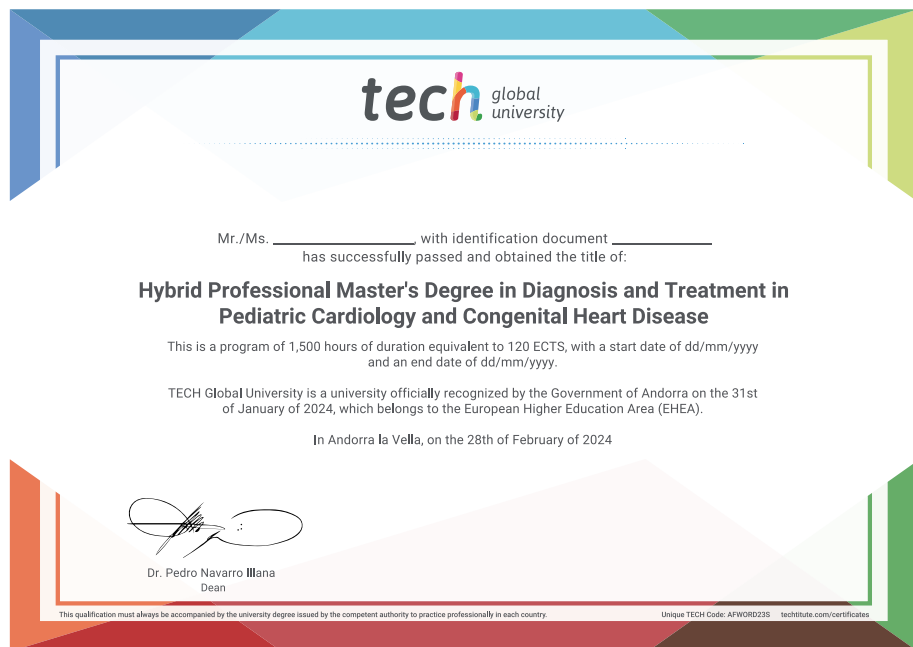 tech global
university
Mr./Ms. _________________, with identification document ____________
has successfully passed and obtained the title of:
Hybrid Professional Master's Degree in Diagnosis and Treatment in
Pediatric Cardiology and Congenital Heart Disease
This is a program of 1,500 hours of duration equivalent to 120 ECTS, with a start date of dd/mm/yyyy
and an end date of dd/mm/yyyy.
TECH Global University is a university officially recognized by the Government of Andorra on the 31st
of January of 2024, which belongs to the European Higher Education Area (EHEA).
In Andorra la Vella, on the 28th of February of 2024
Dr. Pedro Navarro Illana
Dean
This qualification must always be accompanied by the university degree issued by the competent authority to practice professionally in each country.
Unique TECH Code: AFWORD23S techtitute.com/certificates